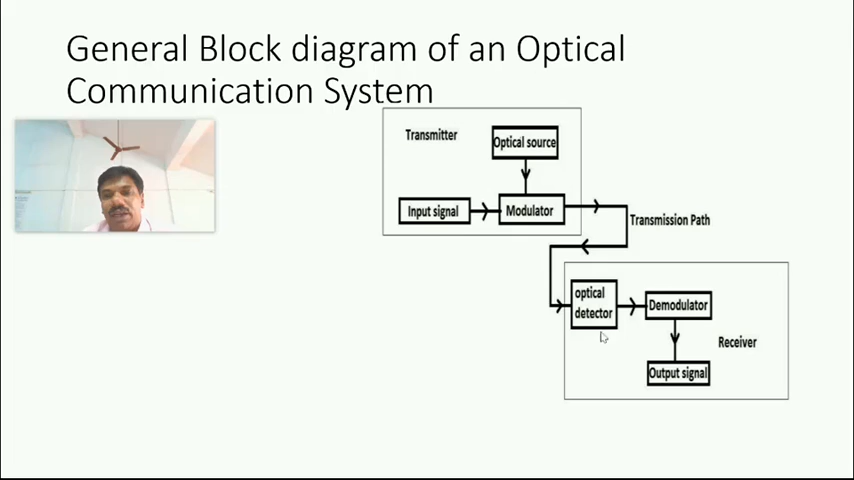 General Block diagram of an Optical
Communication System
Transmitter
Optical source
Input signal
Modulator
Transmission Path
optical
detector
Demodulator
Receiver
Output signal